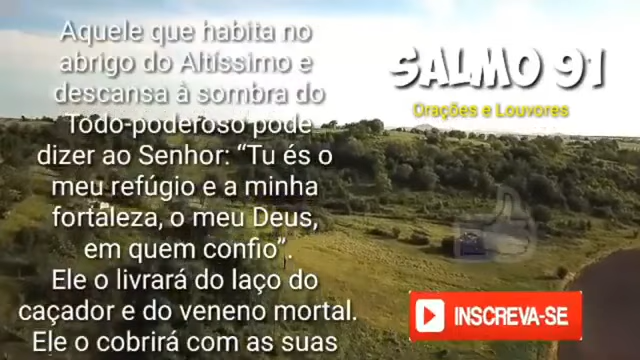 Aquele que habita no
abrigo do Altíssimo e
descansa à sombra do
Todo-poderoso pode
dizer ao Senhor: “Tu és o
meu refúgio e a minha
fortaleza, o meu Deus,
em quem confio”.
Ele o livrará do laço do
caçador e do veneno mortal.
Ele o cobrirá com as suas
SALMO 91
Orações e Louvores
INSCREVA-SE